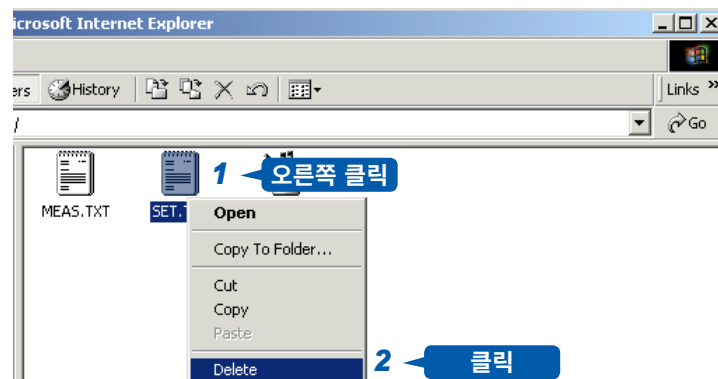 icrosoft Internet Explorer
ers History
Links »
/
Go
1 오른쪽 클릭
MEAS.TXT SET.T
Open
Copy To Folder...
Cut
Copy
Paste
2 클릭
Delete